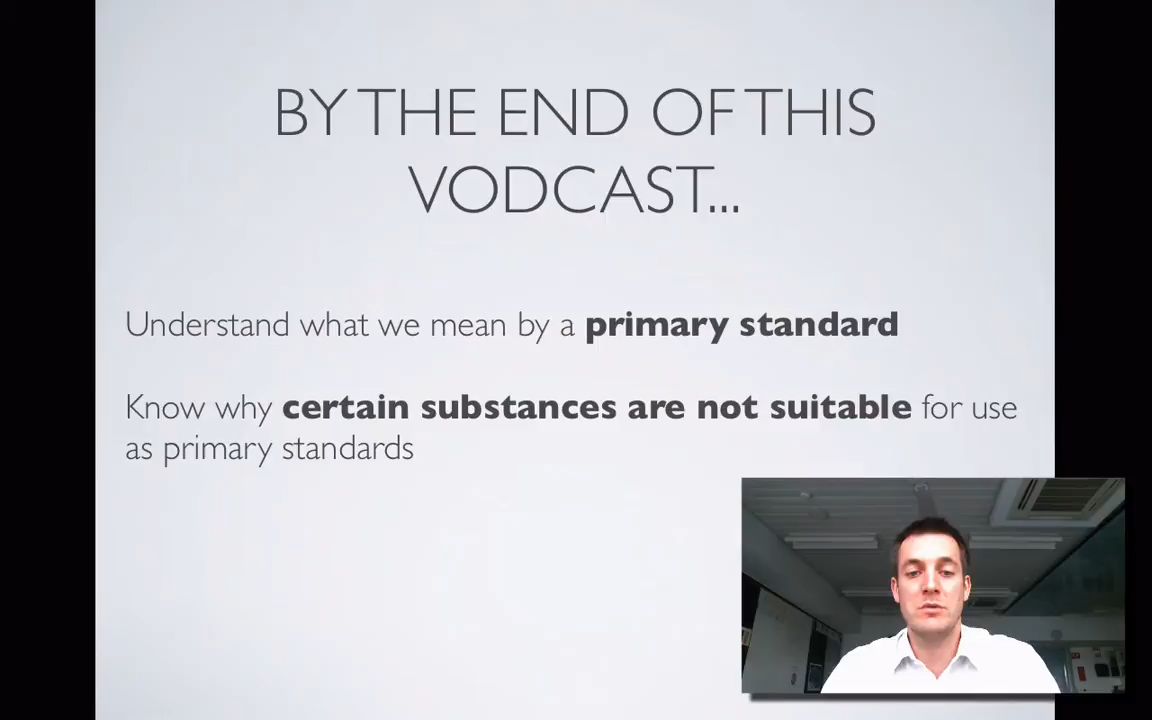 BY THE END OF THIS
VODCAST...
Understand what we mean by a primary standard
Know why certain substances are not suitable for use
as primary standards